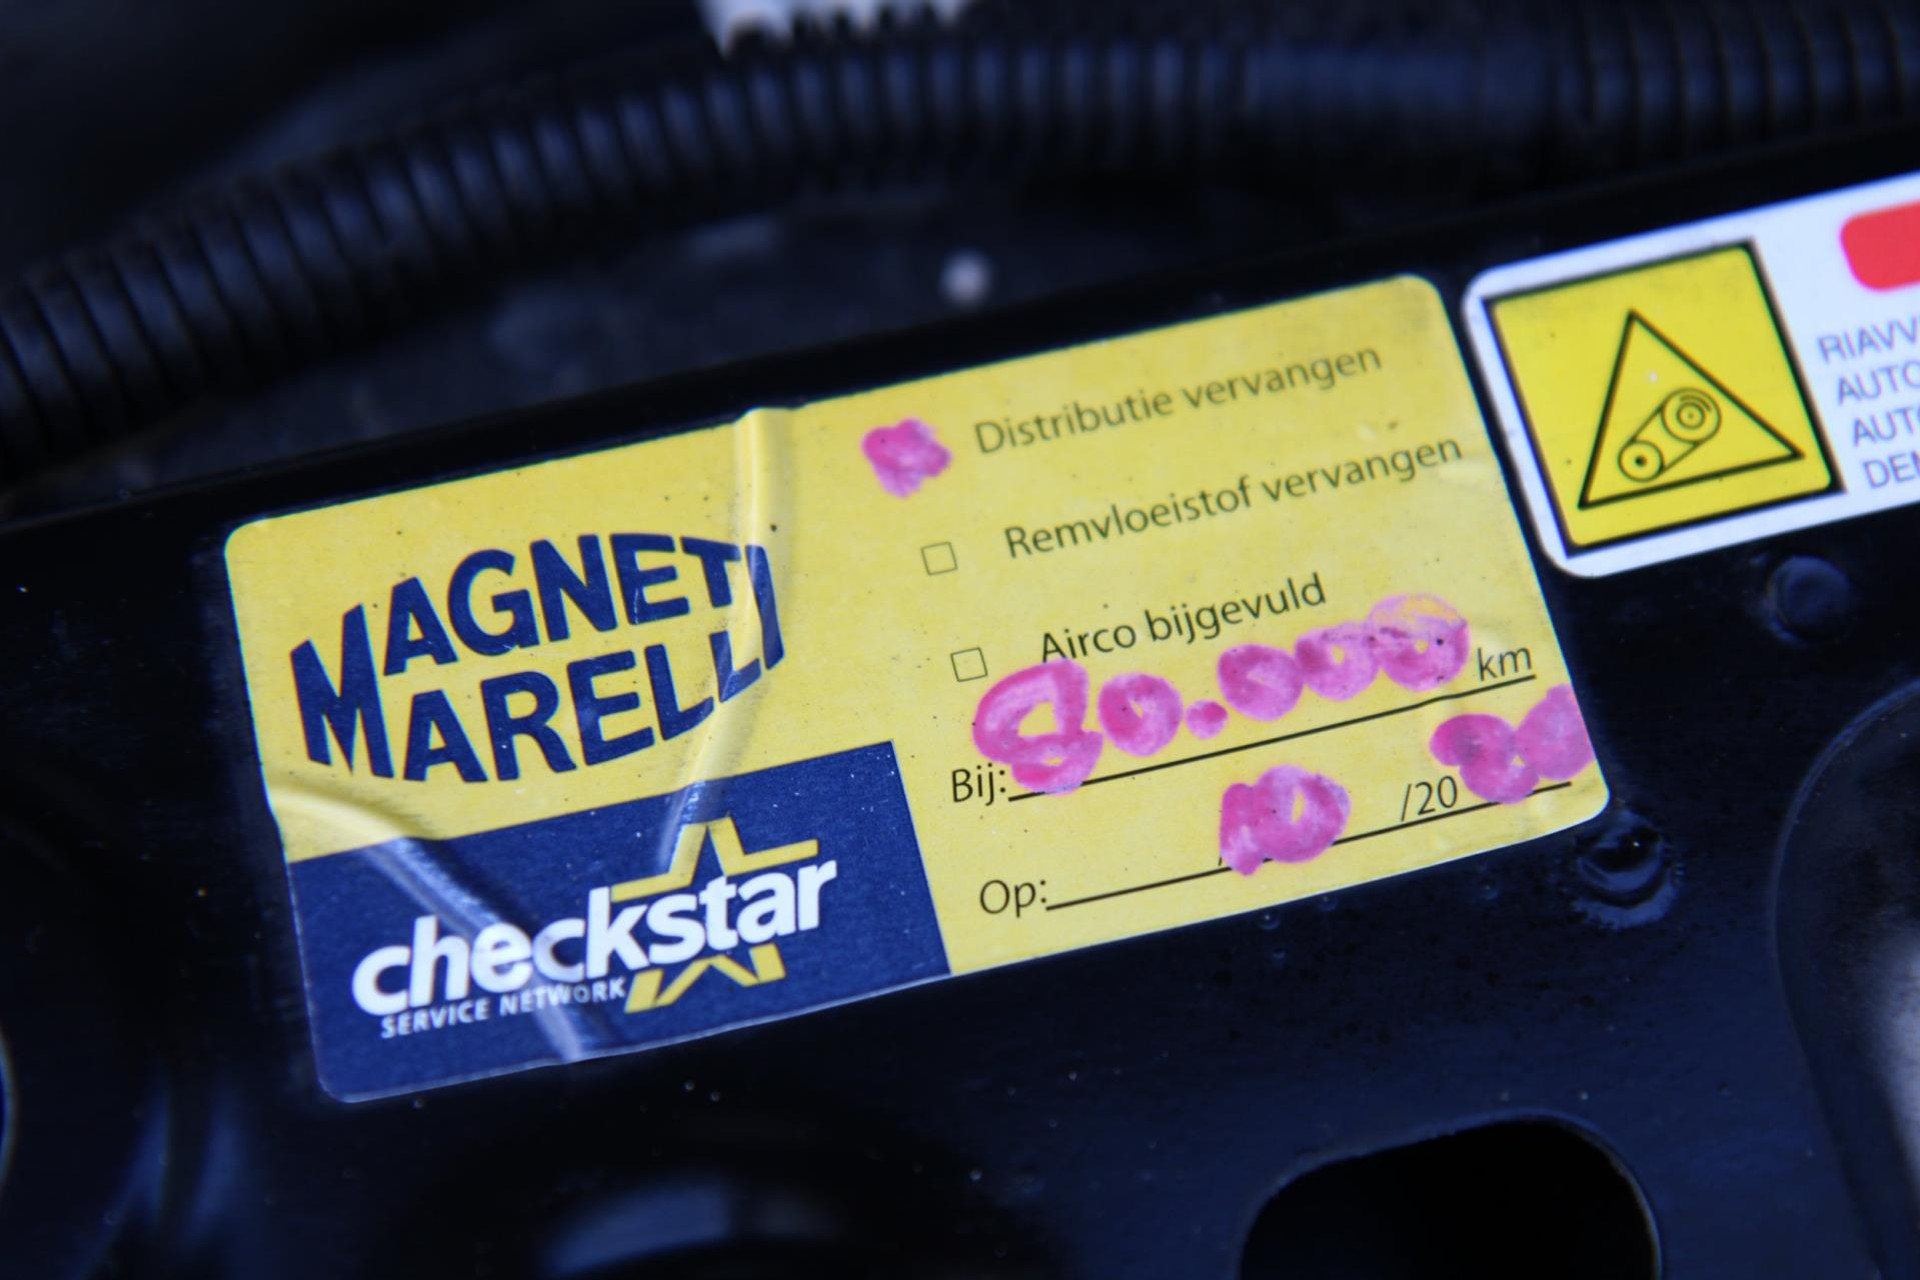 MAGNETI
MARELLI
checkstar
SERVICE NETWORK
Distributie vervangen
Remvloeistof vervangen
Airco bijgevuld
Bij: 80.000 km
Op: 10 /20
RIAVV
AUTO
AUTO
DEM